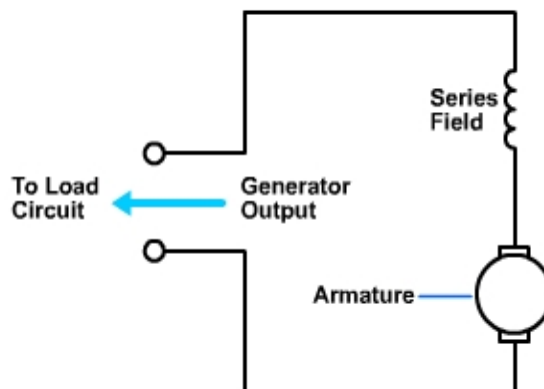 Series
Field
To Load
Circuit
Generator
Output
Armature